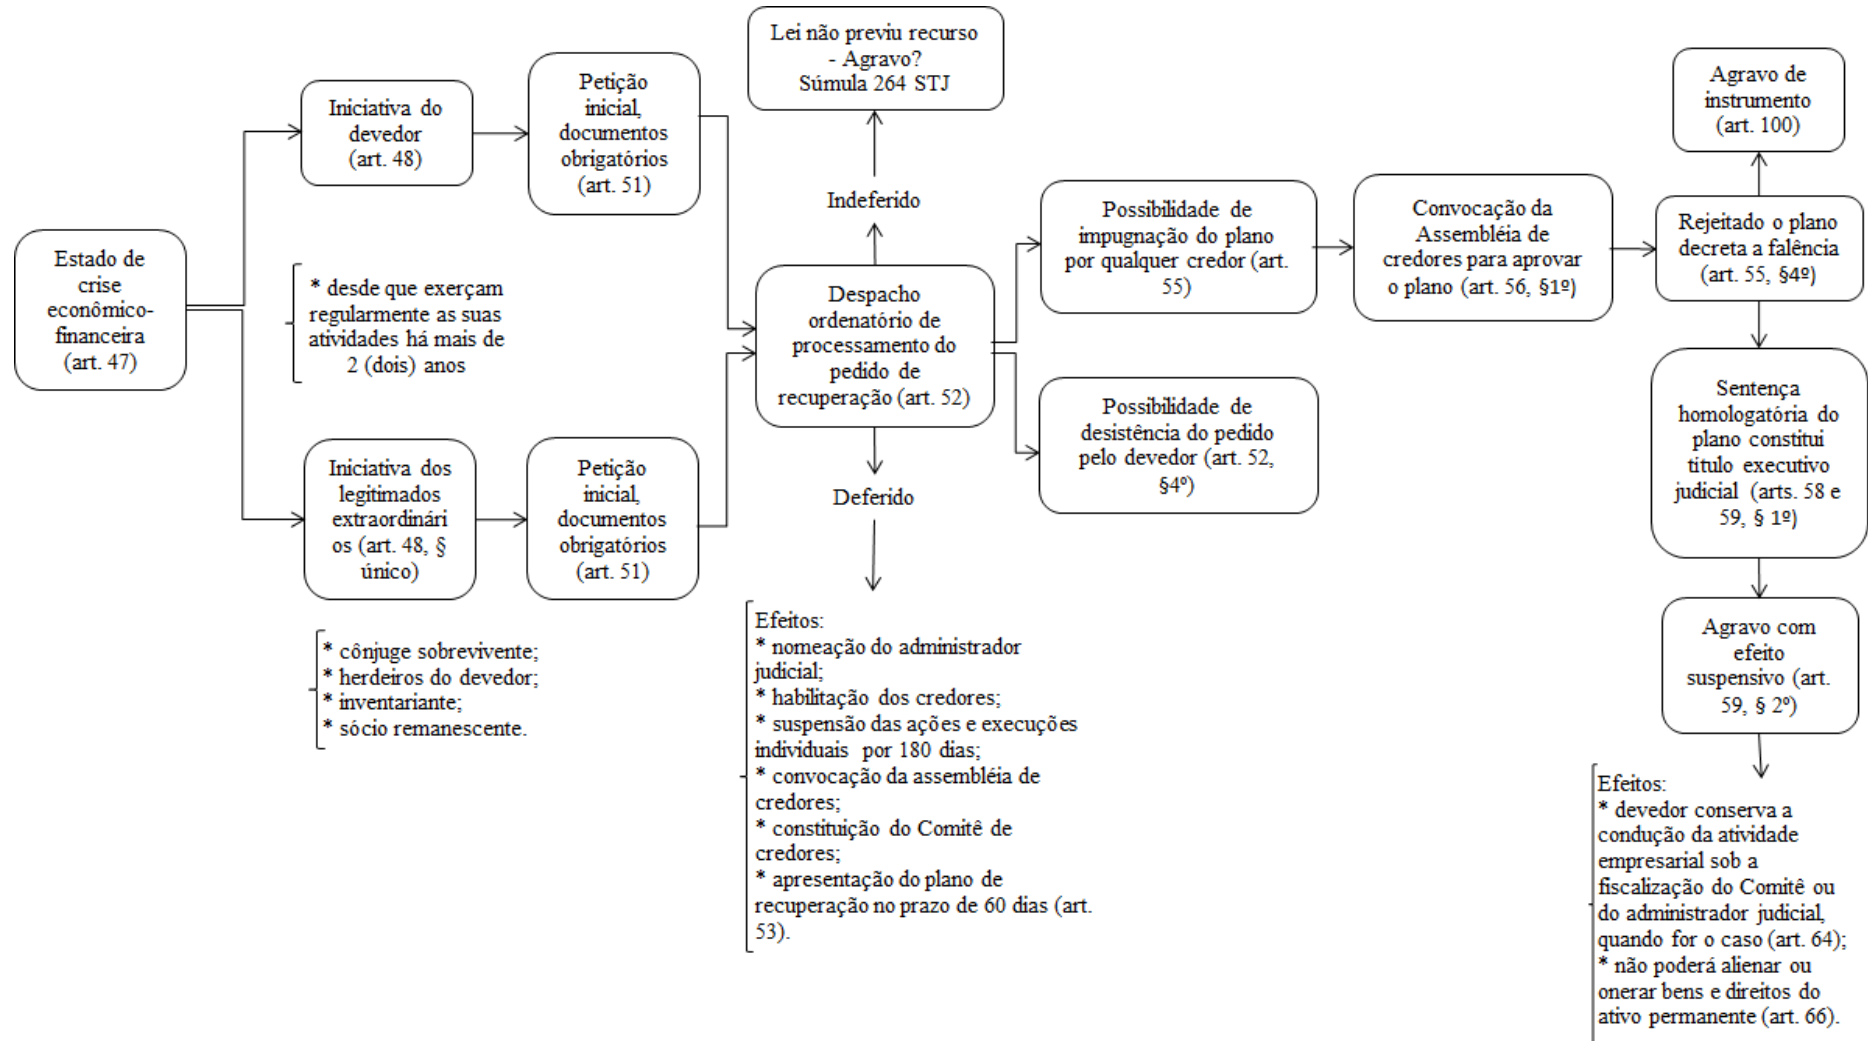 Estado de
crise
econômico-
financeira
(art. 47)
Iniciativa do
devedor
(art. 48)
Petição
inicial,
documentos
obrigatórios
(art. 51)
* desde que exerçam
regularmente as suas
atividades há mais de
2 (dois) anos
Iniciativa dos
legitimados
extraordinári
os (art. 48, §
único)
Petição
inicial,
documentos
obrigatórios
(art. 51)
* cônjuge sobrevivente;
* herdeiros do devedor;
* inventariante;
* sócio remanescente.
Lei não previu recurso
- Agravo?
Súmula 264 STJ
Indeferido
Despacho
ordenatório de
processamento do
pedido de
recuperação (art. 52)
Deferido
Efeitos:
* nomeação do administrador
judicial;
* habilitação dos credores;
* suspensão das ações e execuções
individuais por 180 dias;
* convocação da assembléia de
credores;
* constituição do Comitê de
credores;
* apresentação do plano de
recuperação no prazo de 60 dias (art.
53).
Possibilidade de
impugnação do plano
por qualquer credor (art.
55)
Possibilidade de
desistência do pedido
pelo devedor (art. 52,
§4º)
Convocação da
Assembléia de
credores para aprovar
o plano (art. 56, §1º)
Agravo de
instrumento
(art. 100)
Rejeitado o plano
decreta a falência
(art. 55, §4º)
Sentença
homologatória do
plano constitui
título executivo
judicial (arts. 58 e
59, § 1º)
Agravo com
efeito
suspensivo (art.
59, § 2º)
Efeitos:
* devedor conserva a
condução da atividade
empresarial sob a
fiscalização do Comitê ou
do administrador judicial,
quando for o caso (art. 64);
* não poderá alienar ou
onerar bens e direitos do
ativo permanente (art. 66).